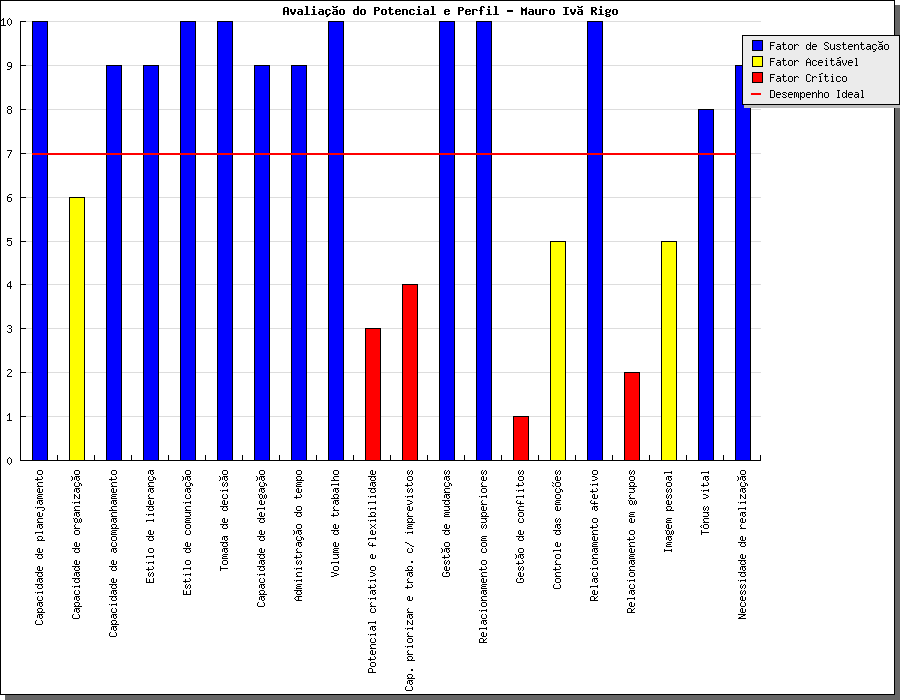 Avaliação do Potencial e Perfil - Mauro Ivã Rigo
Fator de Sustentação
Fator Aceitável
Fator Crítico
Desempenho Ideal
10
9
8
7
6
5
4
3
2
1
0
Capacidade de planejamento
Capacidade de organização
Capacidade de acompanhamento
Estilo de liderança
Estilo de comunicação
Tomada de decisão
Capacidade de delegação
Administração do tempo
Volume de trabalho
Potencial criativo e flexibilidade
Cap. priorizar e trab. c/ imprevistos
Gestão de mudanças
Relacionamento com superiores
Gestão de conflitos
Controle das emoções
Relacionamento afetivo
Relacionamento em grupos
Imagem pessoal
Tônus vital
Necessidade de realização